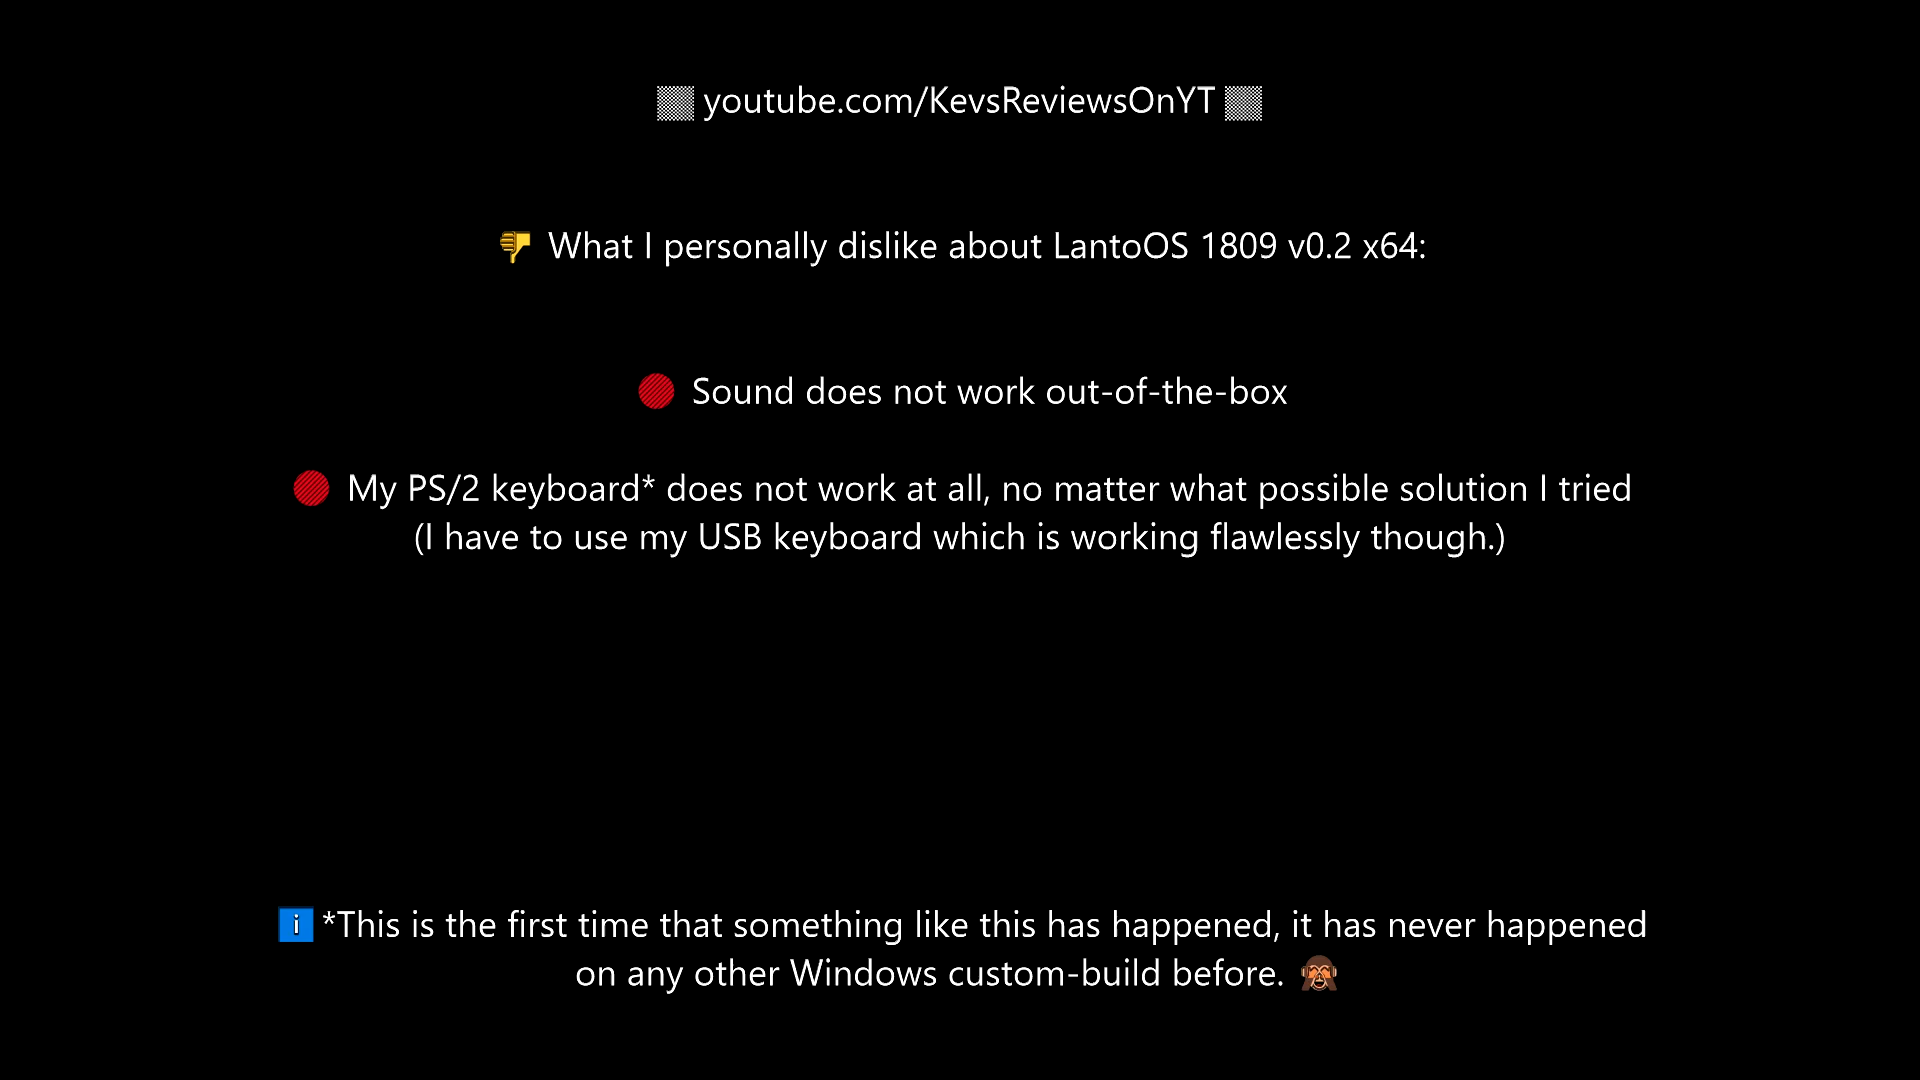 ▒▒ youtube.com/KevsReviewsOnYT ▒▒
👎 What I personally dislike about LantoOS 1809 v0.2 x64:
🔴 Sound does not work out-of-the-box
🔴 My PS/2 keyboard* does not work at all, no matter what possible solution I tried
(I have to use my USB keyboard which is working flawlessly though.)
ℹ️ *This is the first time that something like this has happened, it has never happened
on any other Windows custom-build before. 🙈